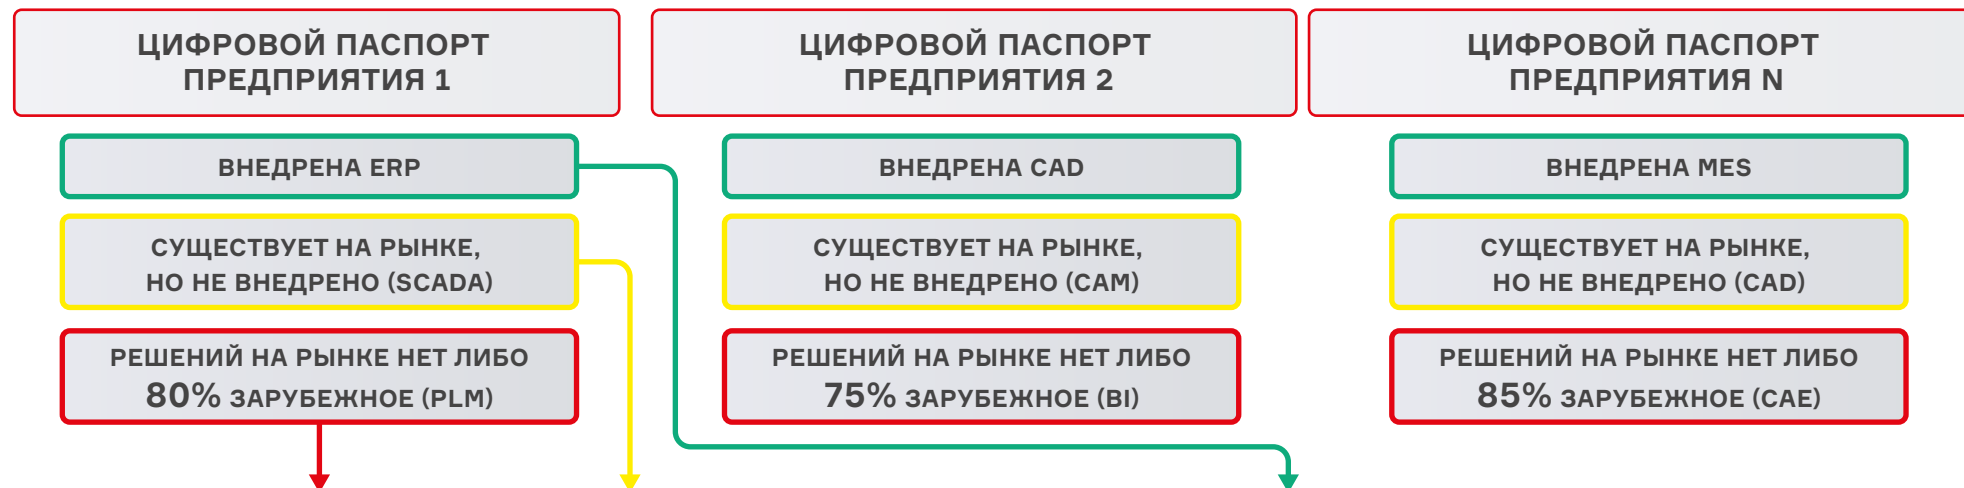 ЦИФРОВОЙ ПАСПОРТ
ПРЕДПРИЯТИЯ 1
ВНЕДРЕНА ERP
СУЩЕСТВУЕТ НА РЫНКЕ,
НО НЕ ВНЕДРЕНО (SCADA)
РЕШЕНИЙ НА РЫНКЕ НЕТ ЛИБО
80% ЗАРУБЕЖНОЕ (PLM)
ЦИФРОВОЙ ПАСПОРТ
ПРЕДПРИЯТИЯ 2
ВНЕДРЕНА CAD
СУЩЕСТВУЕТ НА РЫНКЕ,
НО НЕ ВНЕДРЕНО (CAM)
РЕШЕНИЙ НА РЫНКЕ НЕТ ЛИБО
75% ЗАРУБЕЖНОЕ (BI)
ЦИФРОВОЙ ПАСПОРТ
ПРЕДПРИЯТИЯ N
ВНЕДРЕНА MES
СУЩЕСТВУЕТ НА РЫНКЕ,
НО НЕ ВНЕДРЕНО (CAD)
РЕШЕНИЙ НА РЫНКЕ НЕТ ЛИБО
85% ЗАРУБЕЖНОЕ (CAE)